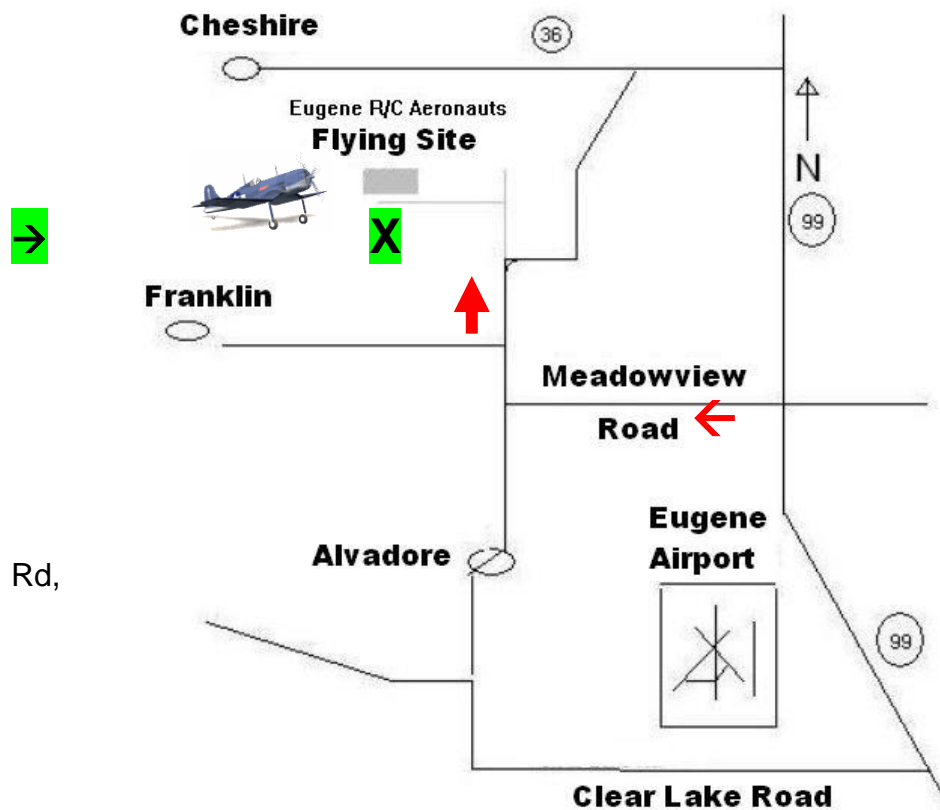 Cheshire
36
Eugene R/C Aeronauts
Flying Site
N
99
→
X
Franklin
Meadowview
Road
Eugene
Airport
Alvadore
Rd,
99
Clear Lake Road